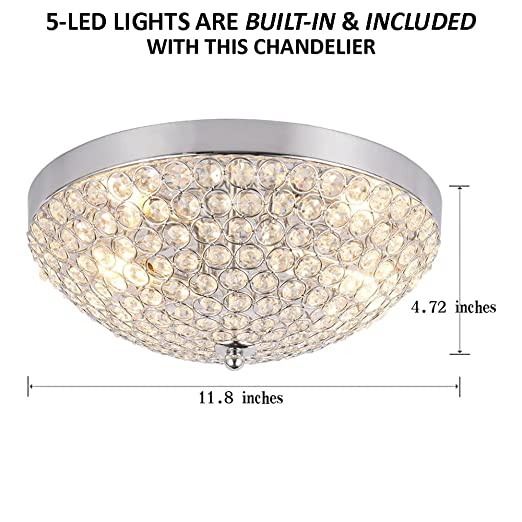 5-LED LIGHTS ARE BUILT-IN & INCLUDED
WITH THIS CHANDELIER
4.72 inches
11.8 inches